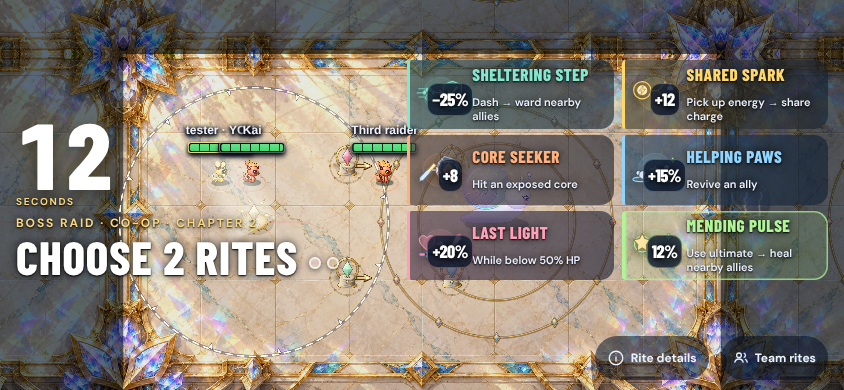 12
SECONDS
BOSS RAID · CO-OP · CHAPTER 2
CHOOSE 2 RITES
tester · YO
Kai
Third raider
SHELTERING STEP
-25%
Dash → ward nearby
allies
SHARED SPARK
+12
Pick up energy → share
charge
CORE SEEKER
+8
Hit an exposed core
HELPING PAWS
+15%
Revive an ally
LAST LIGHT
+20%
While below 50% HP
MENDING PULSE
12%
Use ultimate → heal
nearby allies
Rite details
Team rites